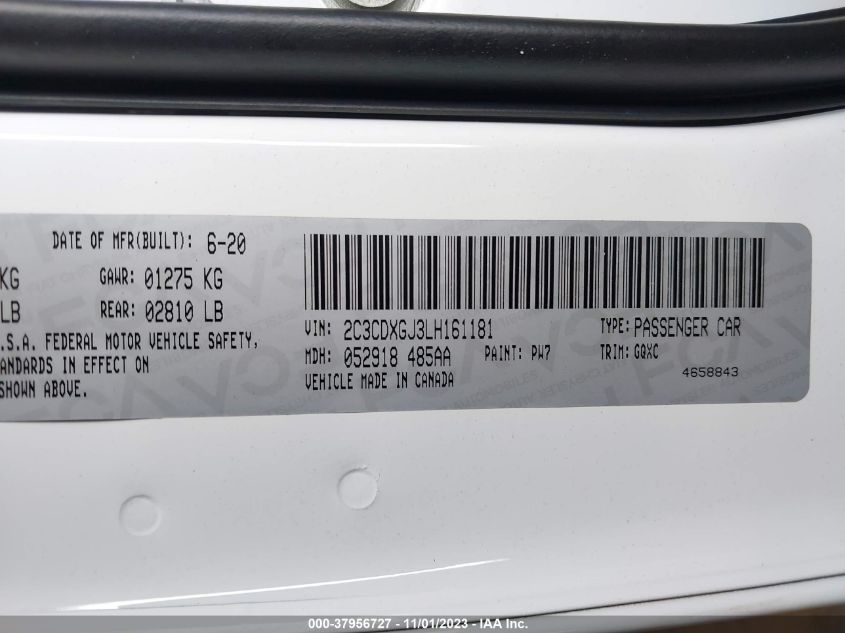 DATE OF MFR(BUILT): 6-20
KG GAWR: 01275 KG
LB REAR: 02810 LB
.S.A. FEDERAL MOTOR VEHICLE SAFETY,
TANDARDS IN EFFECT ON
SHOWN ABOVE.
VIN: 2C3CDXGJ3LH161181 TYPE: PASSENGER CAR
MDH: 052918 485AA PAINT: PW7 TRIM: GQXC
VEHICLE MADE IN CANADA 4658843
000-37956727 - 11/01/2023 - IAA Inc.